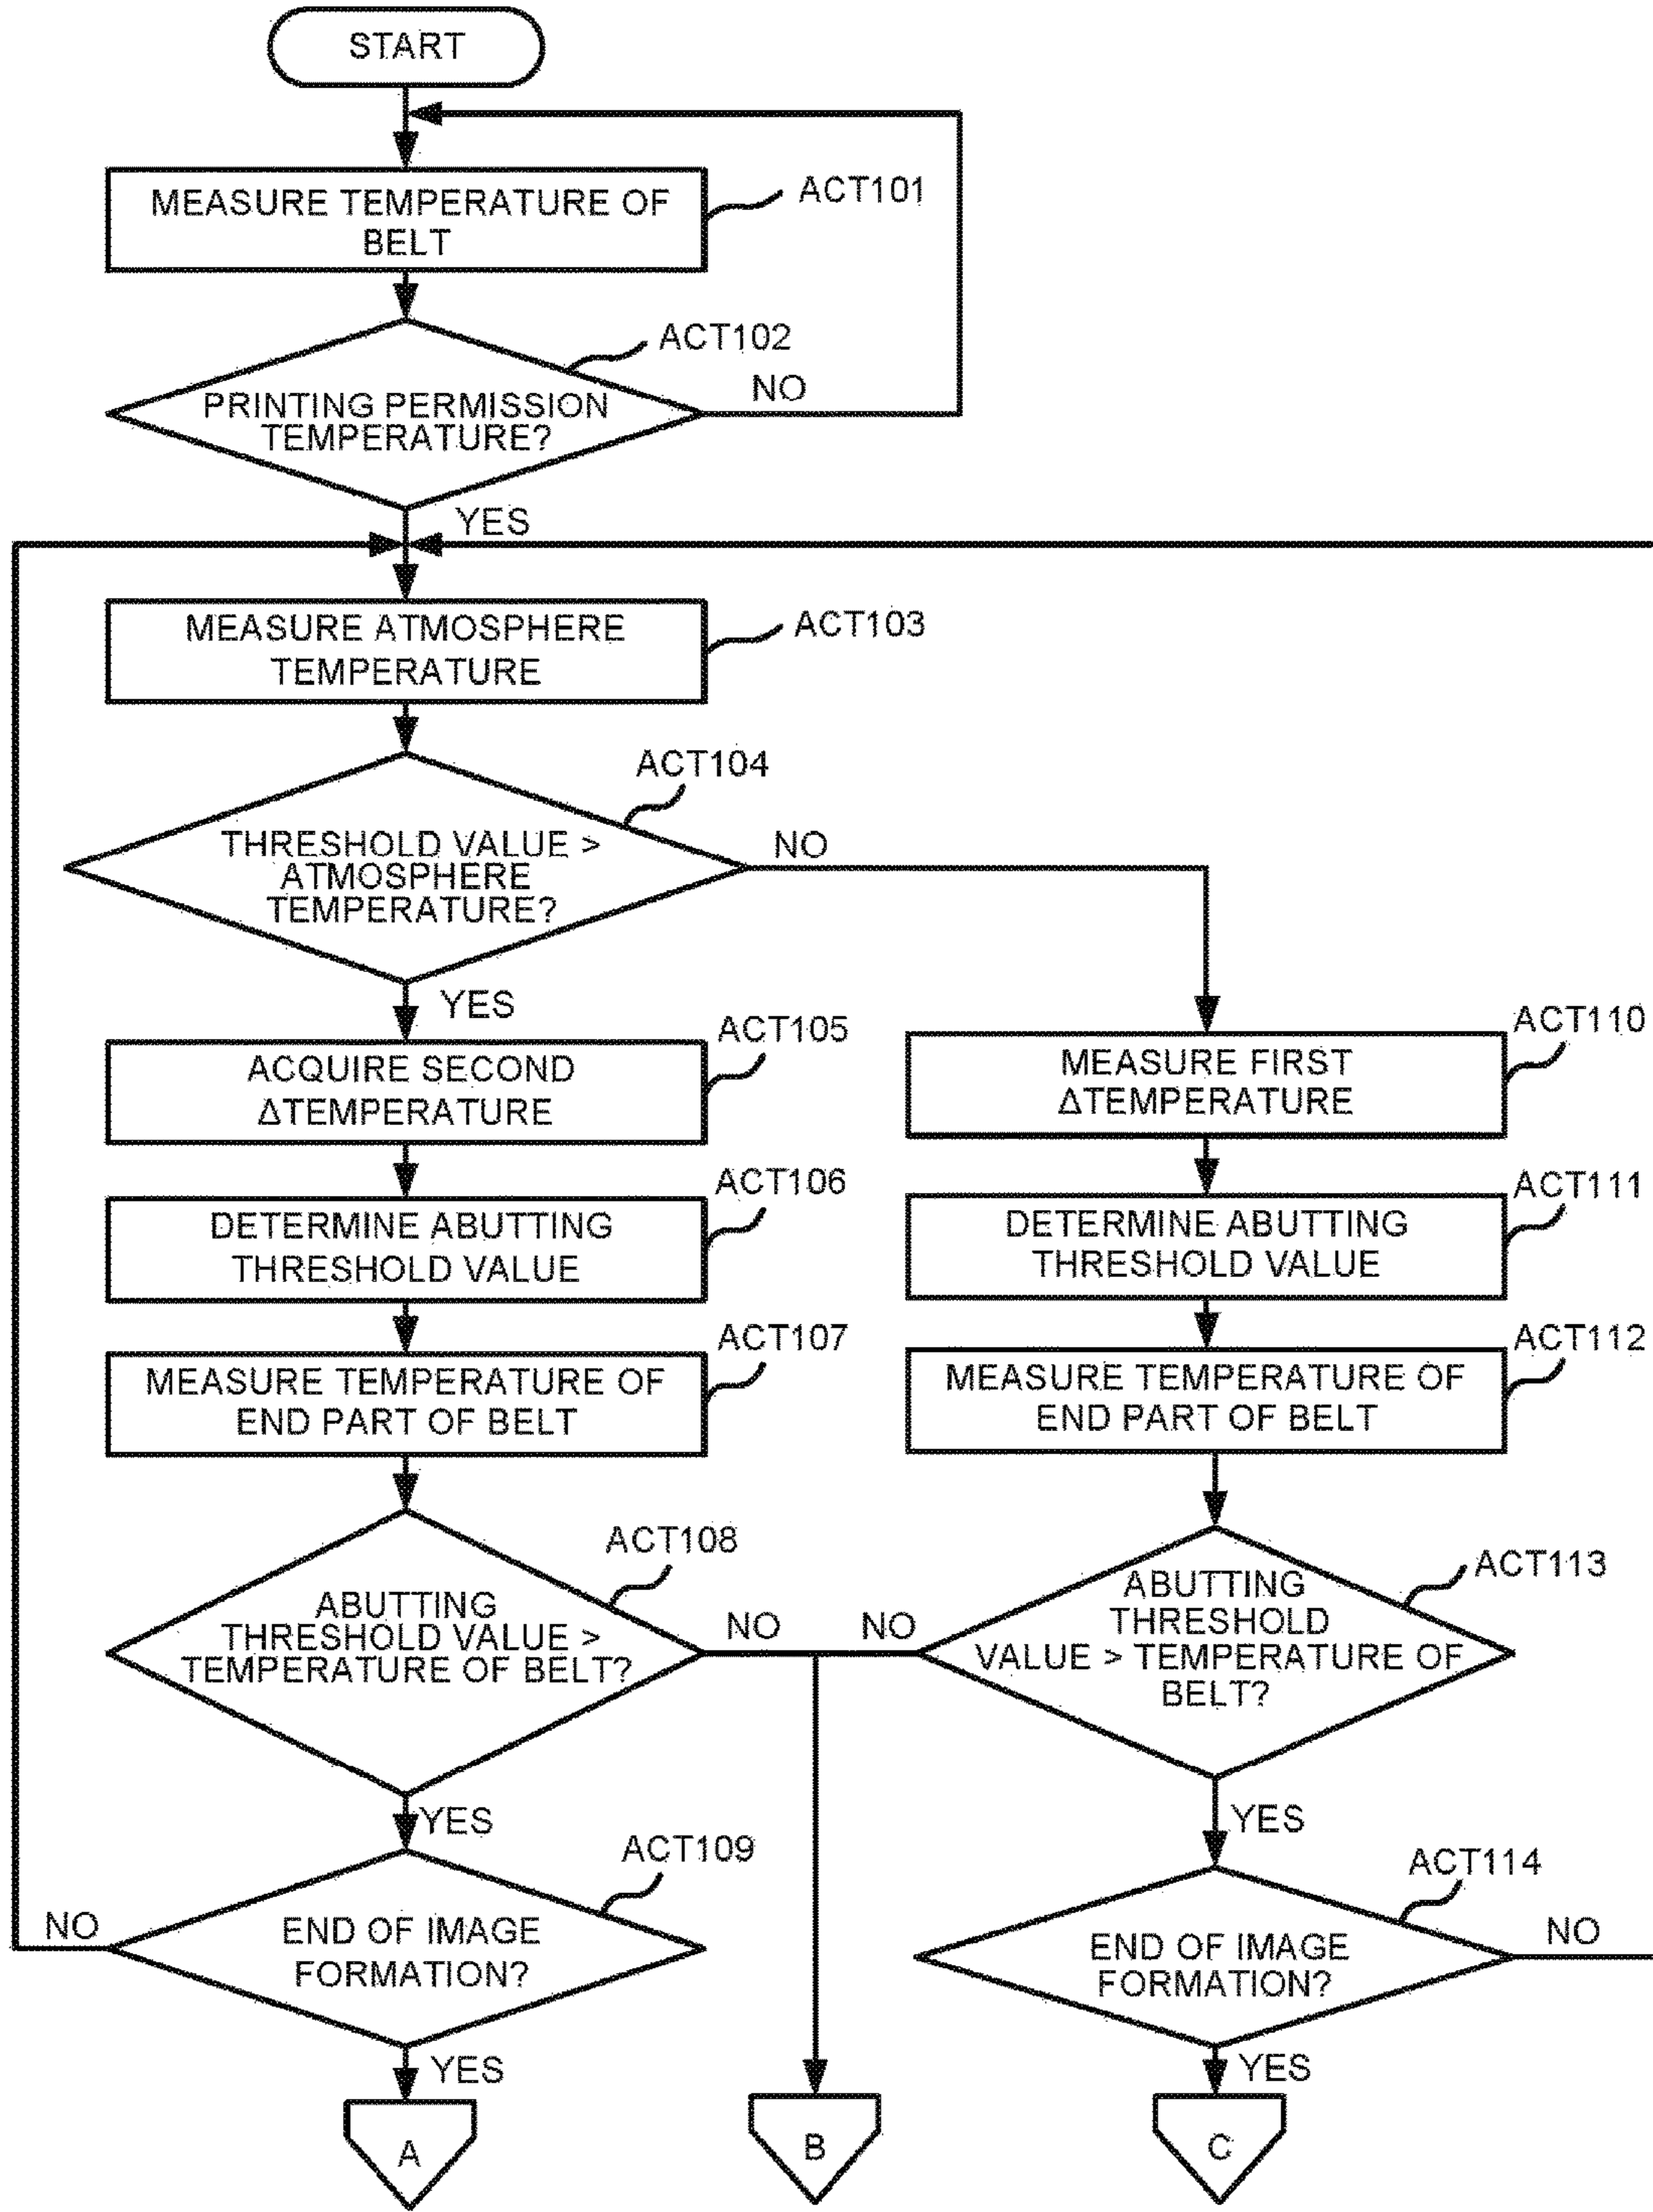 START
MEASURE TEMPERATURE OF
BELT
ACT101
ACT102
PRINTING PERMISSION
TEMPERATURE?
NO
YES
MEASURE ATMOSPHERE
TEMPERATURE
ACT103
ACT104
THRESHOLD VALUE >
ATMOSPHERE
TEMPERATURE?
NO
YES
ACQUIRE SECOND
ΔTEMPERATURE
ACT105
DETERMINE ABUTTING
THRESHOLD VALUE
ACT106
MEASURE TEMPERATURE OF
END PART OF BELT
ACT107
ACT108
ABUTTING
THRESHOLD VALUE >
TEMPERATURE OF BELT?
NO
YES
ACT109
END OF IMAGE
FORMATION?
NO
YES
A
MEASURE FIRST
ΔTEMPERATURE
ACT110
DETERMINE ABUTTING
THRESHOLD VALUE
ACT111
MEASURE TEMPERATURE OF
END PART OF BELT
ACT112
ACT113
ABUTTING
THRESHOLD
VALUE > TEMPERATURE OF
BELT?
NO
YES
ACT114
END OF IMAGE
FORMATION?
NO
YES
B
C